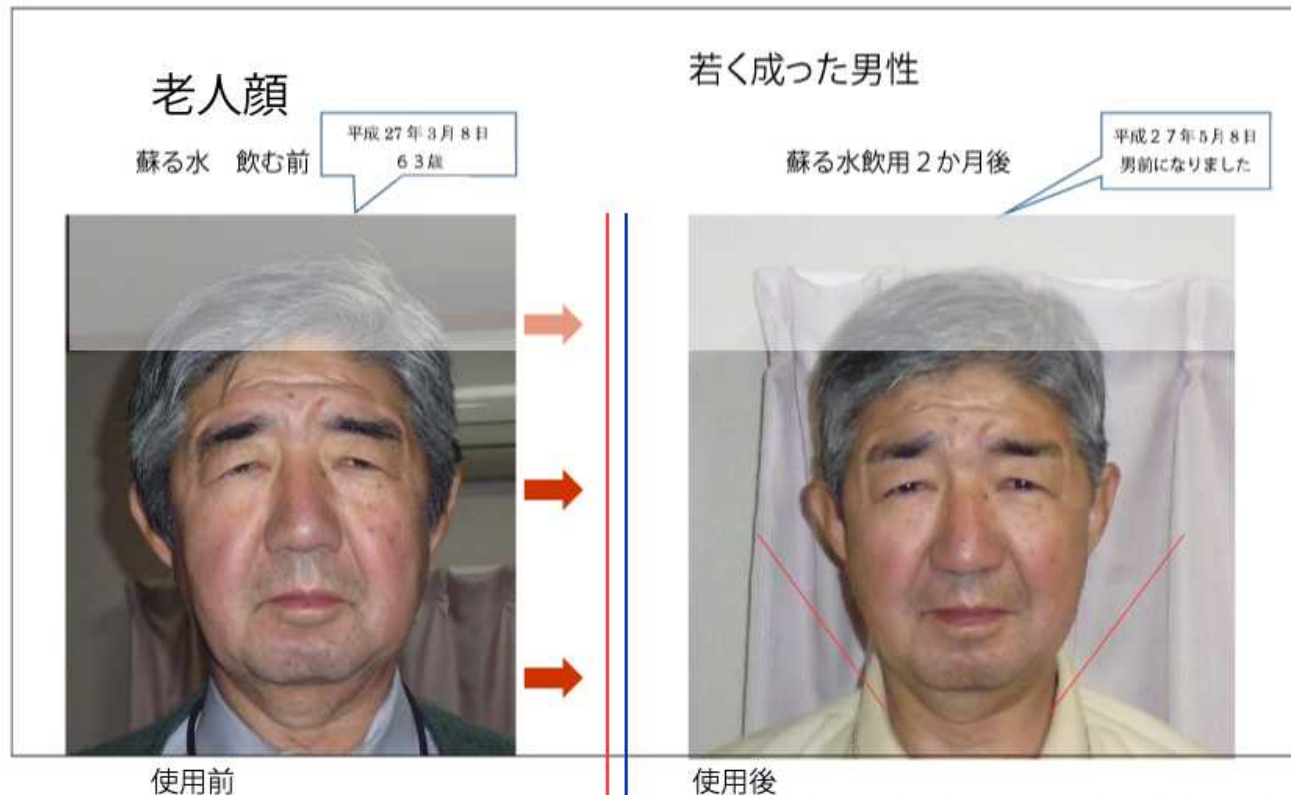 老人顔
若く成った男性
平成27年3月8日
63歳
蘇る水 飲む前
平成27年5月8日
男前になりました
蘇る水飲用2か月後
使用前
使用後